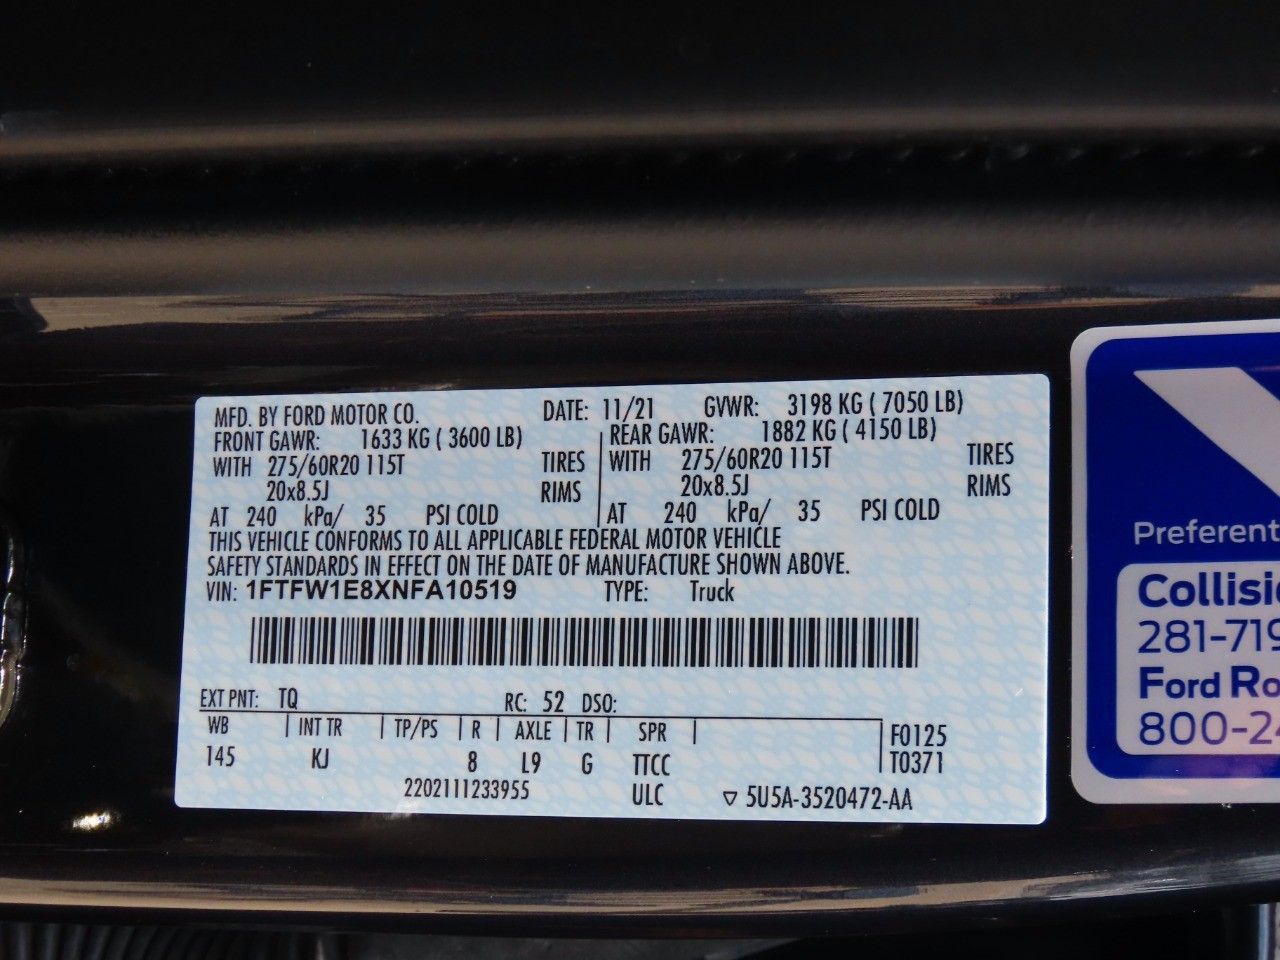 MFD. BY FORD MOTOR CO. DATE: 11/21 GVWR: 3198 KG ( 7050 LB)
FRONT GAWR: 1633 KG ( 3600 LB) REAR GAWR: 1882 KG ( 4150 LB)
WITH 275/60R20 115T TIRES WITH 275/60R20 115T TIRES
20x8.5J RIMS 20x8.5J RIMS
AT 240 kPa/ 35 PSI COLD AT 240 kPa/ 35 PSI COLD
THIS VEHICLE CONFORMS TO ALL APPLICABLE FEDERAL MOTOR VEHICLE
SAFETY STANDARDS IN EFFECT ON THE DATE OF MANUFACTURE SHOWN ABOVE.
VIN: 1FTFW1E8XNFA10519 TYPE: Truck
EXT PNT: TQ RC: 52 DSO:
WB INT TR TP/PS R AXLE TR SPR F0125
145 KJ 8 L9 G TTCC T0371
2202111233955 ULC ▽ 5U5A-3520472-AA
Preferent
Collisi
281-719
Ford Ro
800-24